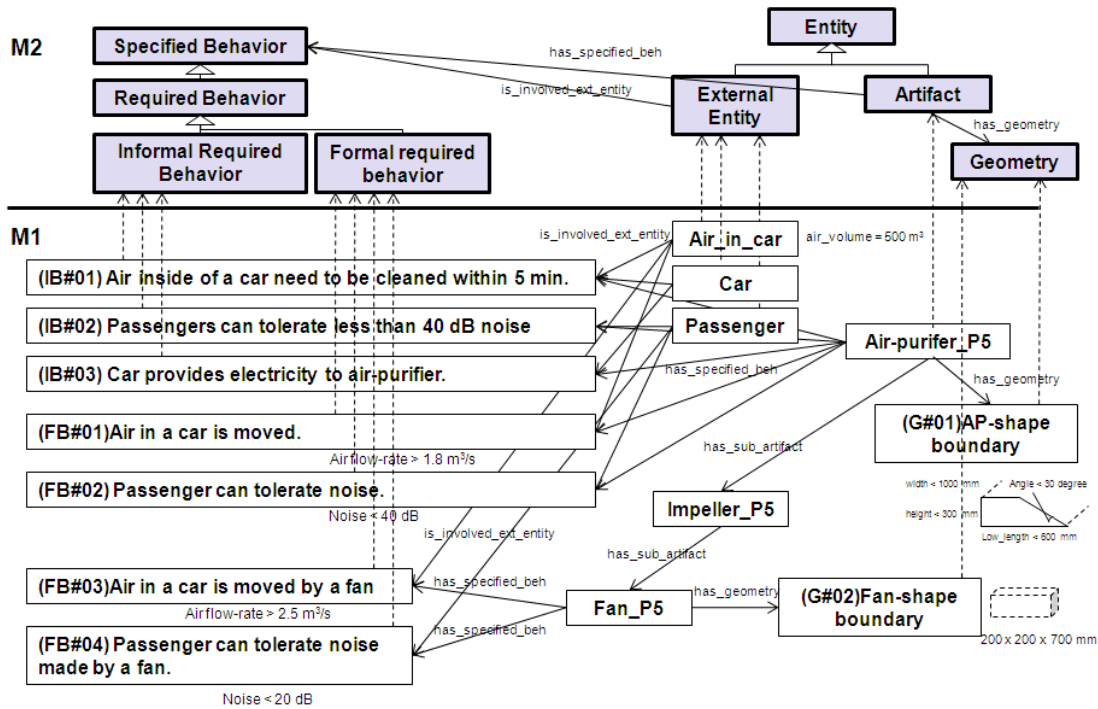 M2
Specified Behavior
Required Behavior
Informal Required
Behavior
Formal required
behavior
has_specified_beh
is_involved_ext_entity
Entity
External
Entity
Artifact
has_geometry
Geometry
M1
is_involved_ext_entity
Air_in_car
air_volume = 500 m³
(IB#01) Air inside of a car need to be cleaned within 5 min.
Car
(IB#02) Passengers can tolerate less than 40 dB noise
Passenger
Air-purifer_P5
(IB#03) Car provides electricity to air-purifier.
has_specified_beh
has_geometry
(FB#01)Air in a car is moved.
Air flow-rate > 1.8 m³/s
(G#01)AP-shape
boundary
has_sub_artifact
(FB#02) Passenger can tolerate noise.
Noise < 40 dB
width < 1000 mm
Angle < 30 degree
height < 300 mm
Low_length < 600 mm
Impeller_P5
is_involved_ext_entity
has_sub_artifact
(FB#03)Air in a car is moved by a fan
Air flow-rate > 2.5 m³/s
has_specified_beh
Fan_P5
has_geometry
(G#02)Fan-shape
boundary
200 x 200 x 700 mm
has_specified_beh
(FB#04) Passenger can tolerate noise
made by a fan.
Noise < 20 dB